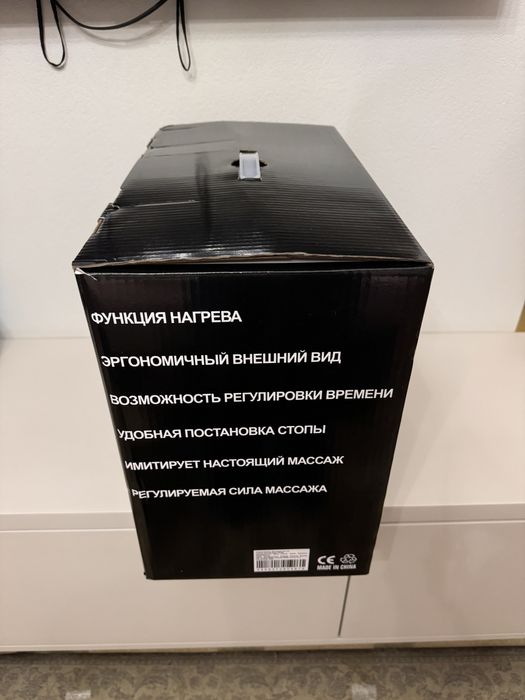 ФУНКЦИЯ НАГРЕВА
ЭРГОНОМИЧНЫЙ ВНЕШНИЙ ВИД
ВОЗМОЖНОСТЬ РЕГУЛИРОВКИ ВРЕМЕНИ
УДОБНАЯ ПОСТАНОВКА СТОПЫ
ИМИТИРУЕТ НАСТОЯЩИЙ МАССАЖ
РЕГУЛИРУЕМАЯ СИЛА МАССАЖА
CE
MADE IN CHINA